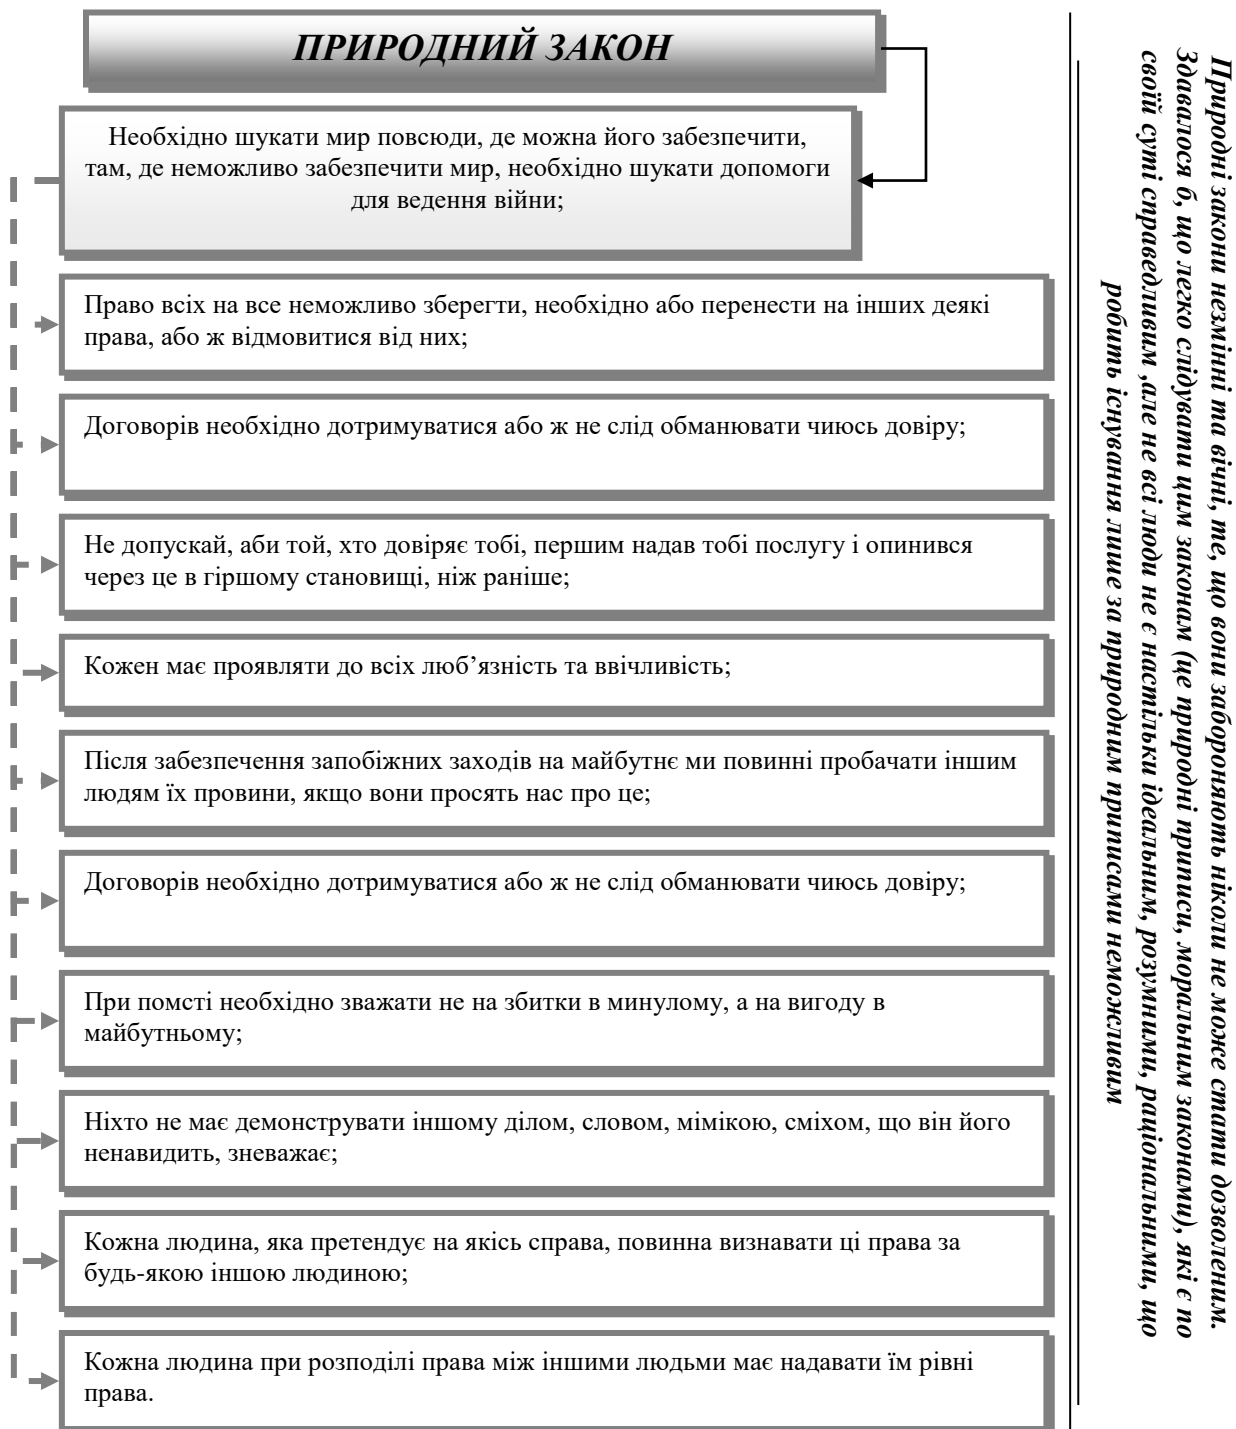 ПРИРОДНИЙ ЗАКОН
Необхідно шукати мир повсюди, де можна його забезпечити,
там, де неможливо забезпечити мир, необхідно шукати допомоги
для ведення війни;
Право всіх на все неможливо зберегти, необхідно або перенести на інших деякі
права, або ж відмовитися від них;
Договорів необхідно дотримуватися або ж не слід обманювати чиюсь довіру;
Не допускай, аби той, хто довіряє тобі, першим надав тобі послугу і опинився
через це в гіршому становищі, ніж раніше;
Кожен має проявляти до всіх люб’язність та ввічливість;
Після забезпечення запобіжних заходів на майбутнє ми повинні пробачати іншим
людям їх провини, якщо вони просять нас про це;
Договорів необхідно дотримуватися або ж не слід обманювати чиюсь довіру;
При помсті необхідно зважати не на збитки в минулому, а на вигоду в
майбутньому;
Ніхто не має демонструвати іншому ділом, словом, мімікою, сміхом, що він його
ненавидить, зневажає;
Кожна людина, яка претендує на якісь справа, повинна визнавати ці права за
будь-якою іншою людиною;
Кожна людина при розподілі права між іншими людьми має надавати їм рівні
права.
Природні закони незмінні та вічні, те, що вони забороняють ніколи не може стати дозволеним.
Здавалося б, що легко слідувати цим законам (це природні приписи, моральним законами), які є по
своїй суті справедливим ,але не всі люди не є настільки ідеальним, розумними, раціональними, що
робить існування лише за природним приписами неможливим